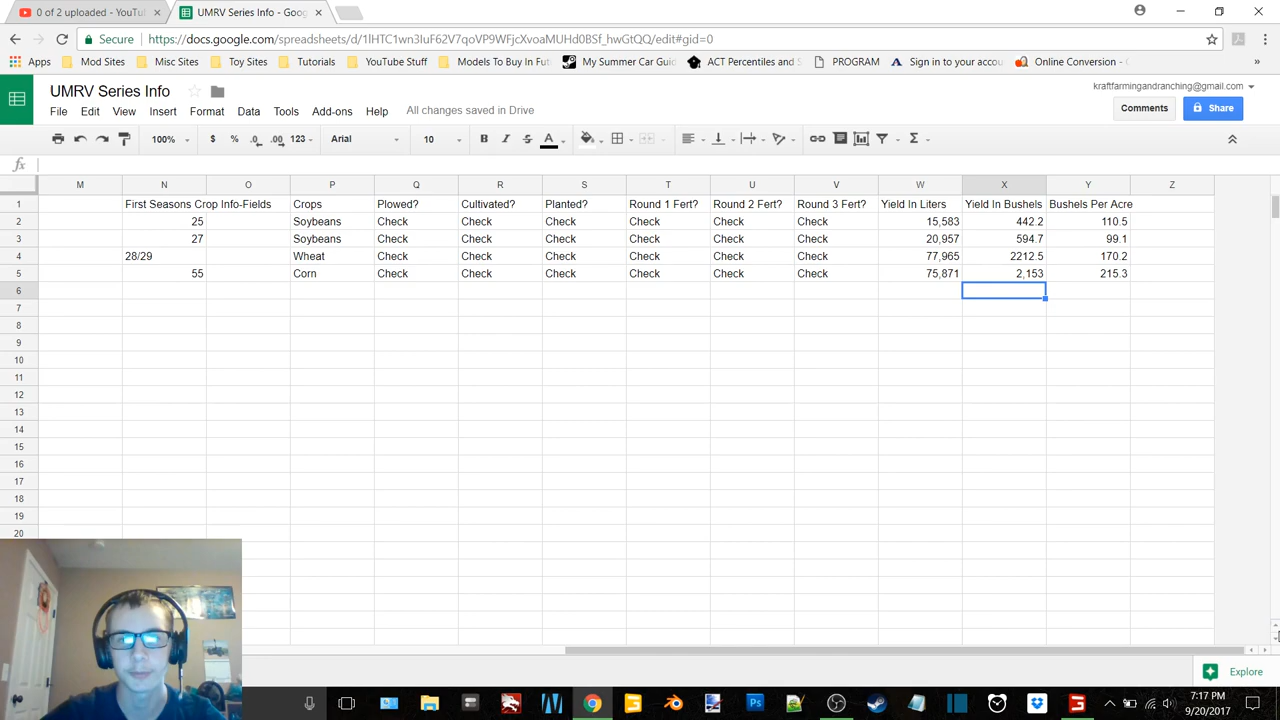 0 of 2 uploaded - YouTu
UMRV Series Info - Goog
Secure
https://docs.google.com/spreadsheets/d/1lHTC1wn3IuF62V7qoVP9WFjcXvoaMUHd0BSf_hwGtQQ/edit#gid=0
Apps Mod Sites Misc Sites Toy Sites Tutorials YouTube Stuff Models To Buy In Fut My Summer Car Guid ACT Percentiles and S PROGRAM Sign in to your accou Online Conversion - »
UMRV Series Info
kraftfarmingandranching@gmail.com
File Edit View Insert Format Data Tools Add-ons Help All changes saved in Drive
Comments Share
100% $ % .0 .00 123 Arial 10 B I S A Σ
fx
M N O P Q R S T U V W X Y Z
1 First Seasons Crop Info-Fields Crops Plowed? Cultivated? Planted? Round 1 Fert? Round 2 Fert? Round 3 Fert? Yield In Liters Yield In Bushels Bushels Per Acre
2 25 Soybeans Check Check Check Check Check Check 15,583 442.2 110.5
3 27 Soybeans Check Check Check Check Check Check 20,957 594.7 99.1
4 28/29 Wheat Check Check Check Check Check Check 77,965 2212.5 170.2
5 55 Corn Check Check Check Check Check Check 75,871 2,153 215.3
6
7
8
9
10
11
12
13
14
15
16
17
18
19
20
Explore
7:17 PM
9/20/2017